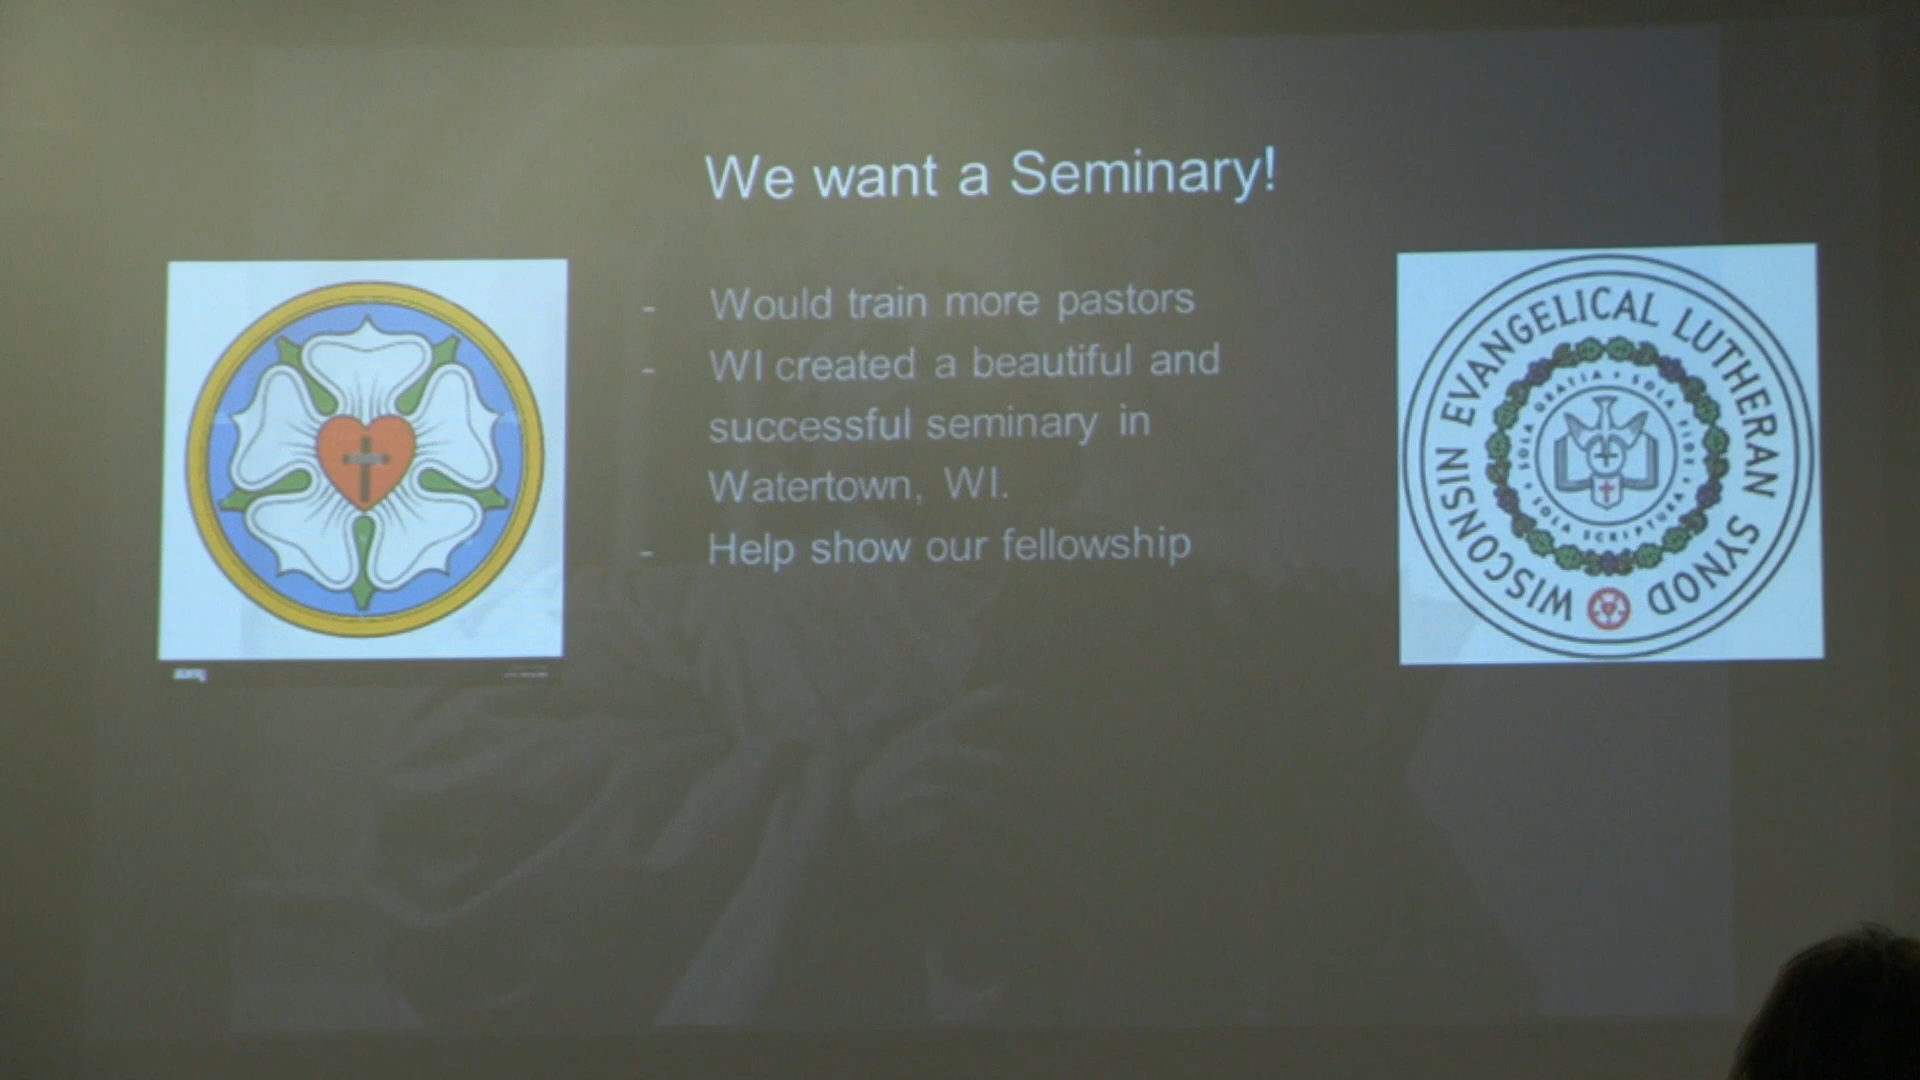 We want a Seminary!
- Would train more pastors
- WI created a beautiful and
successful seminary in
Watertown, WI.
- Help show our fellowship
WISCONSIN EVANGELICAL LUTHERAN SYNOD
SOLA GRATIA • SOLA FIDE • SOLA SCRIPTURA •